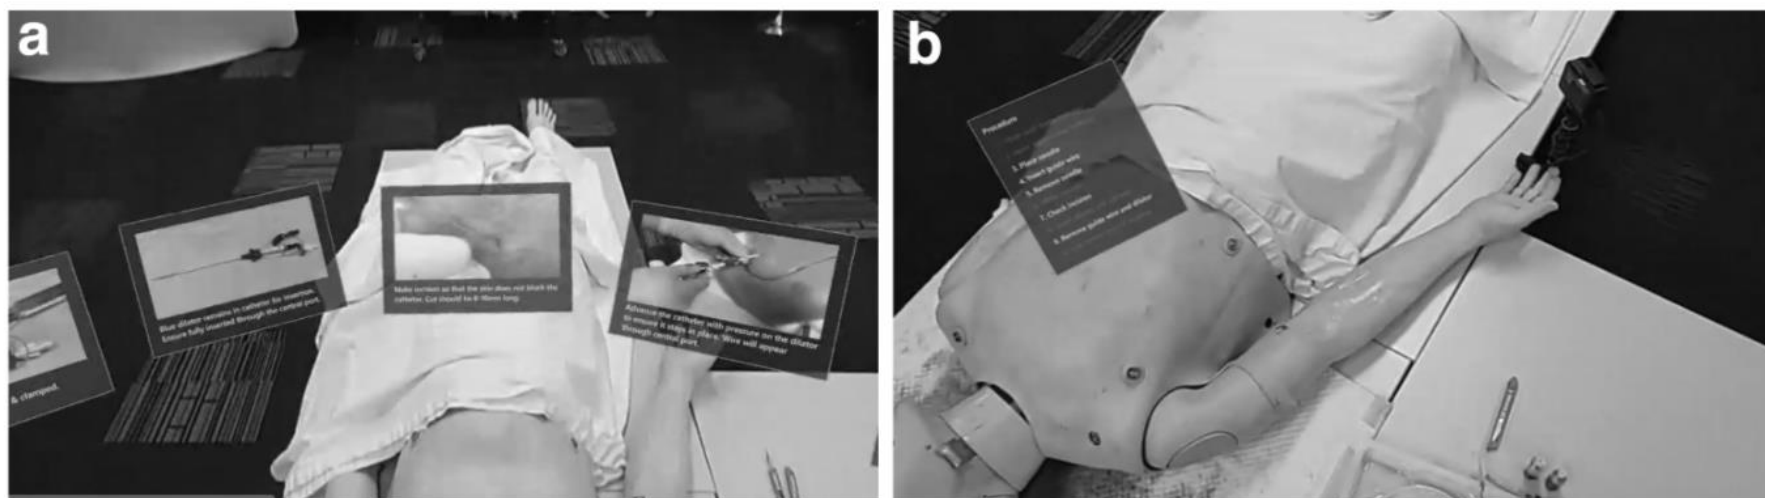 a
& clamped.
Blue dilator remains in catheter for insertion.
Ensure fully inserted through the central port.
Make incision so that the skin does not block the
catheter. Cut should be 8-10mm long.
Advance the catheter with pressure on the dilator
to ensure it stays in place. Wire will appear
through central port.
b
Procedure
3. Place needle
4. Insert guide wire
5. Remove needle
7. Check incision
9. Remove guide wire and dilator